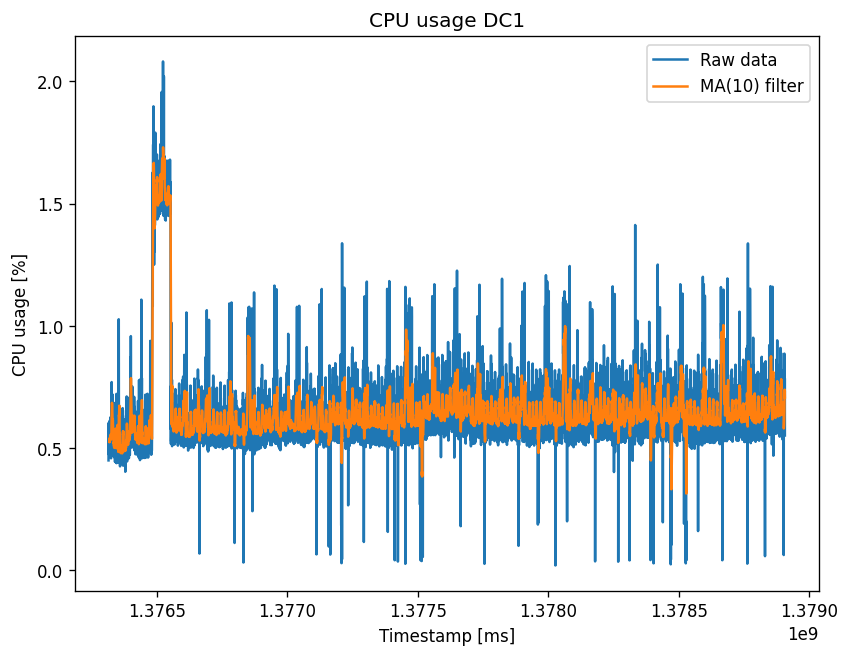 CPU usage DC1
Raw data
MA(10) filter
CPU usage [%]
2.0
1.5
1.0
0.5
0.0
1.3765 1.3770 1.3775 1.3780 1.3785 1.3790
1e9
Timestamp [ms]